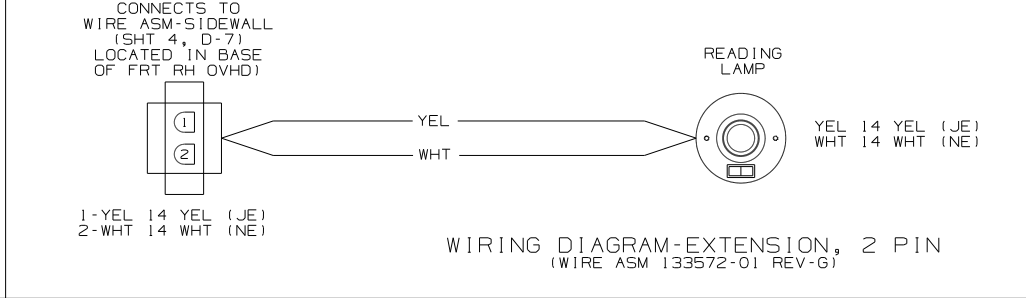 CONNECTS TO
WIRE ASM-SIDEWALL
(SHT 4, D-7)
LOCATED IN BASE
OF FRT RH OVHD)
1
2
1-YEL 14 YEL (JE)
2-WHT 14 WHT (NE)
YEL
WHT
READING
LAMP
YEL 14 YEL (JE)
WHT 14 WHT (NE)
WIRING DIAGRAM-EXTENSION, 2 PIN
(WIRE ASM 133572-01 REV-G)